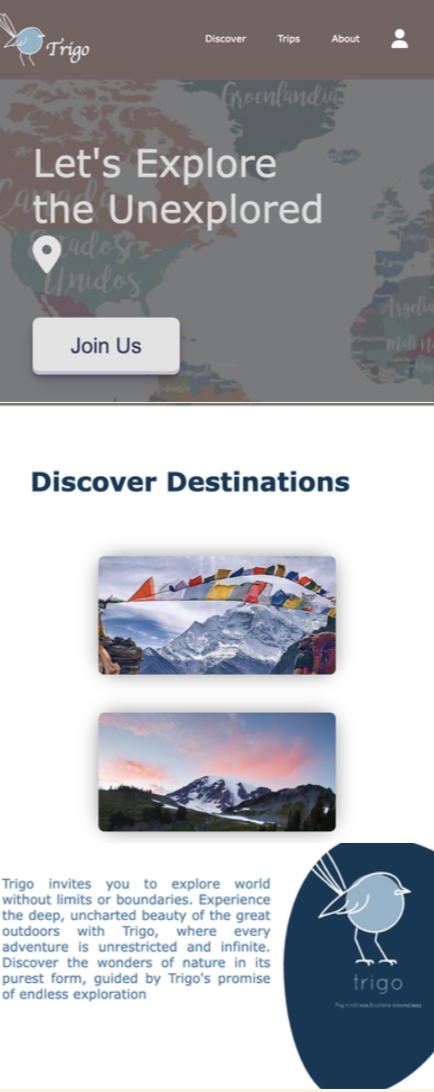 Trigo
Discover
Trips
About
Groenlandia
Let's Explore
the Unexplored
Canadá
Estados
Unidos
Argelia
Join Us
Discover Destinations
Trigo invites you to explore world
without limits or boundaries. Experience
the deep, uncharted beauty of the great
outdoors with Trigo, where every
adventure is unrestricted and infinite.
Discover the wonders of nature in its
purest form, guided by Trigo's promise
of endless exploration
trigo